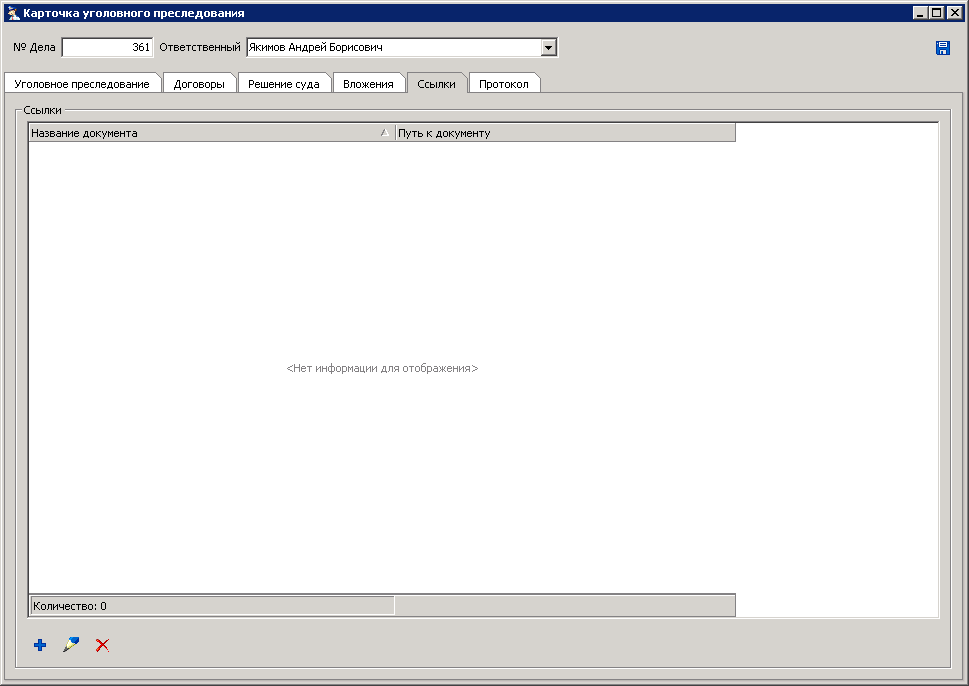 Карточка уголовного преследования
№ Дела 361 Ответственный Якимов Андрей Борисович
Уголовное преследование Договоры Решение суда Вложения Ссылки Протокол
Ссылки
Название документа Путь к документу
<Нет информации для отображения>
Количество: 0